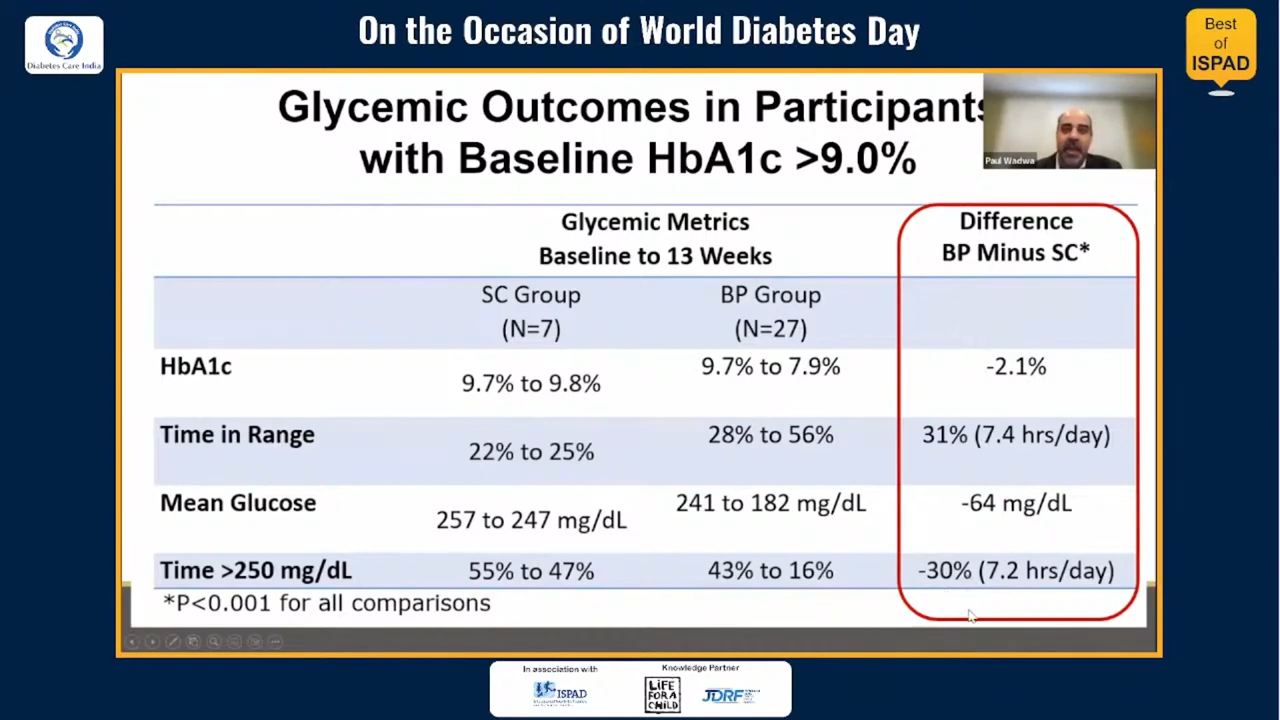 On the Occasion of World Diabetes Day
Diabetes Care India
Best
of
ISPAD
Glycemic Outcomes in Participants
with Baseline HbA1c >9.0%
Paul Wadwa
Glycemic Metrics
Baseline to 13 Weeks
Difference
BP Minus SC*
SC Group
(N=7)
BP Group
(N=27)
HbA1c
9.7% to 9.8%
9.7% to 7.9%
-2.1%
Time in Range
22% to 25%
28% to 56%
31% (7.4 hrs/day)
Mean Glucose
257 to 247 mg/dL
241 to 182 mg/dL
-64 mg/dL
Time >250 mg/dL
55% to 47%
43% to 16%
-30% (7.2 hrs/day)
*P<0.001 for all comparisons
In association with
ISPAD
Knowledge Partner
LiFE
FOR A
CHiLD
JDRF